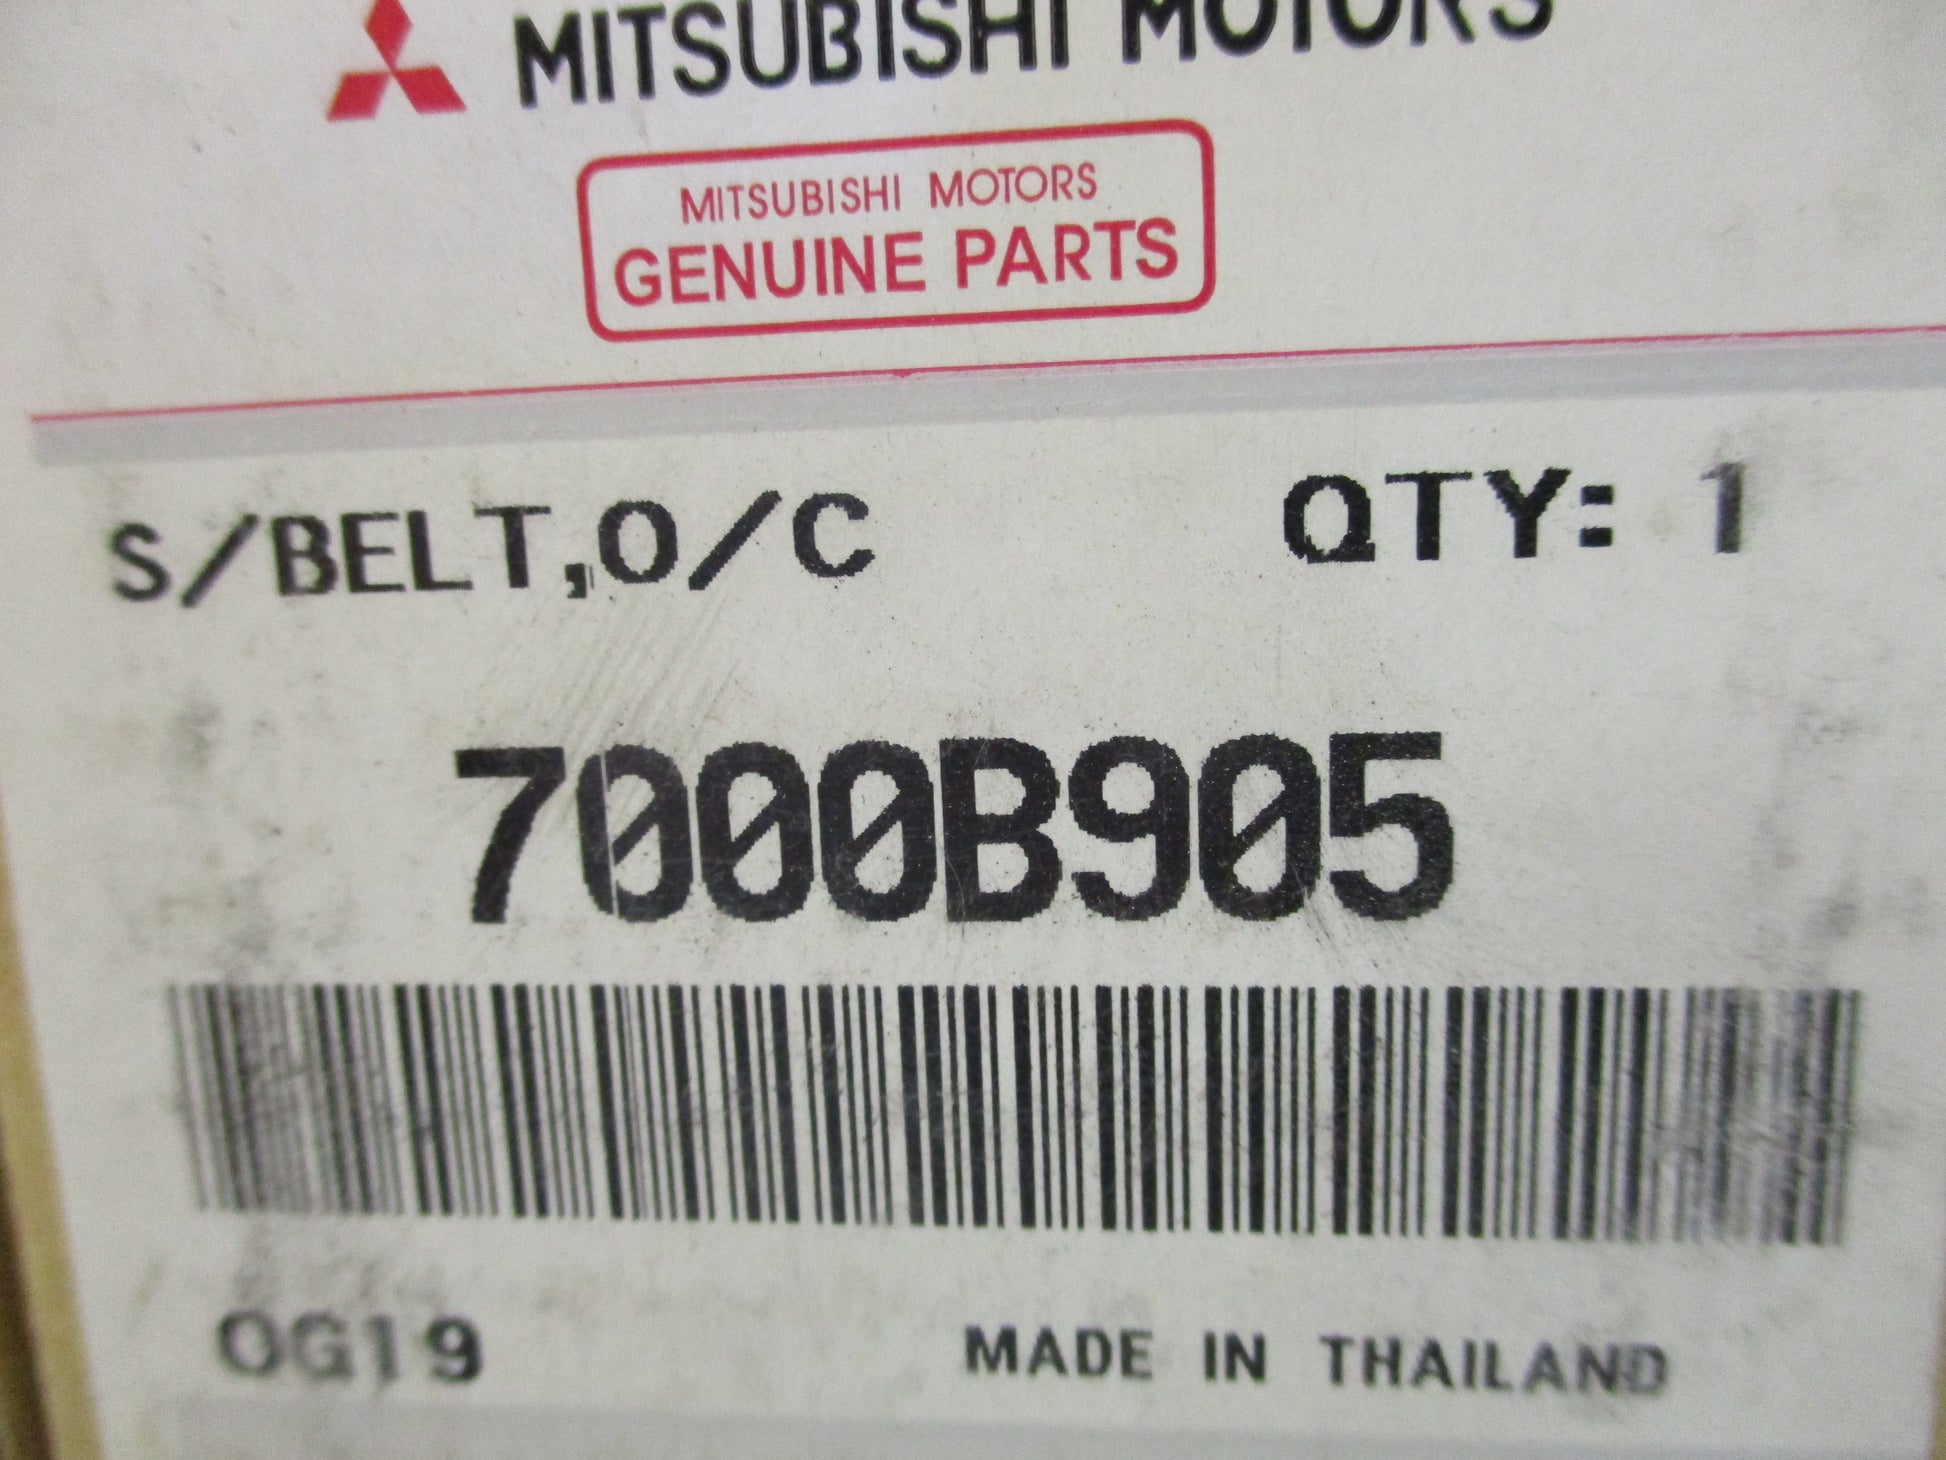 MITSUBISHI MOTORS
MITSUBISHI MOTORS
GENUINE PARTS
S/BELT,O/C QTY: 1
7000B905
OG19 MADE IN THAILAND